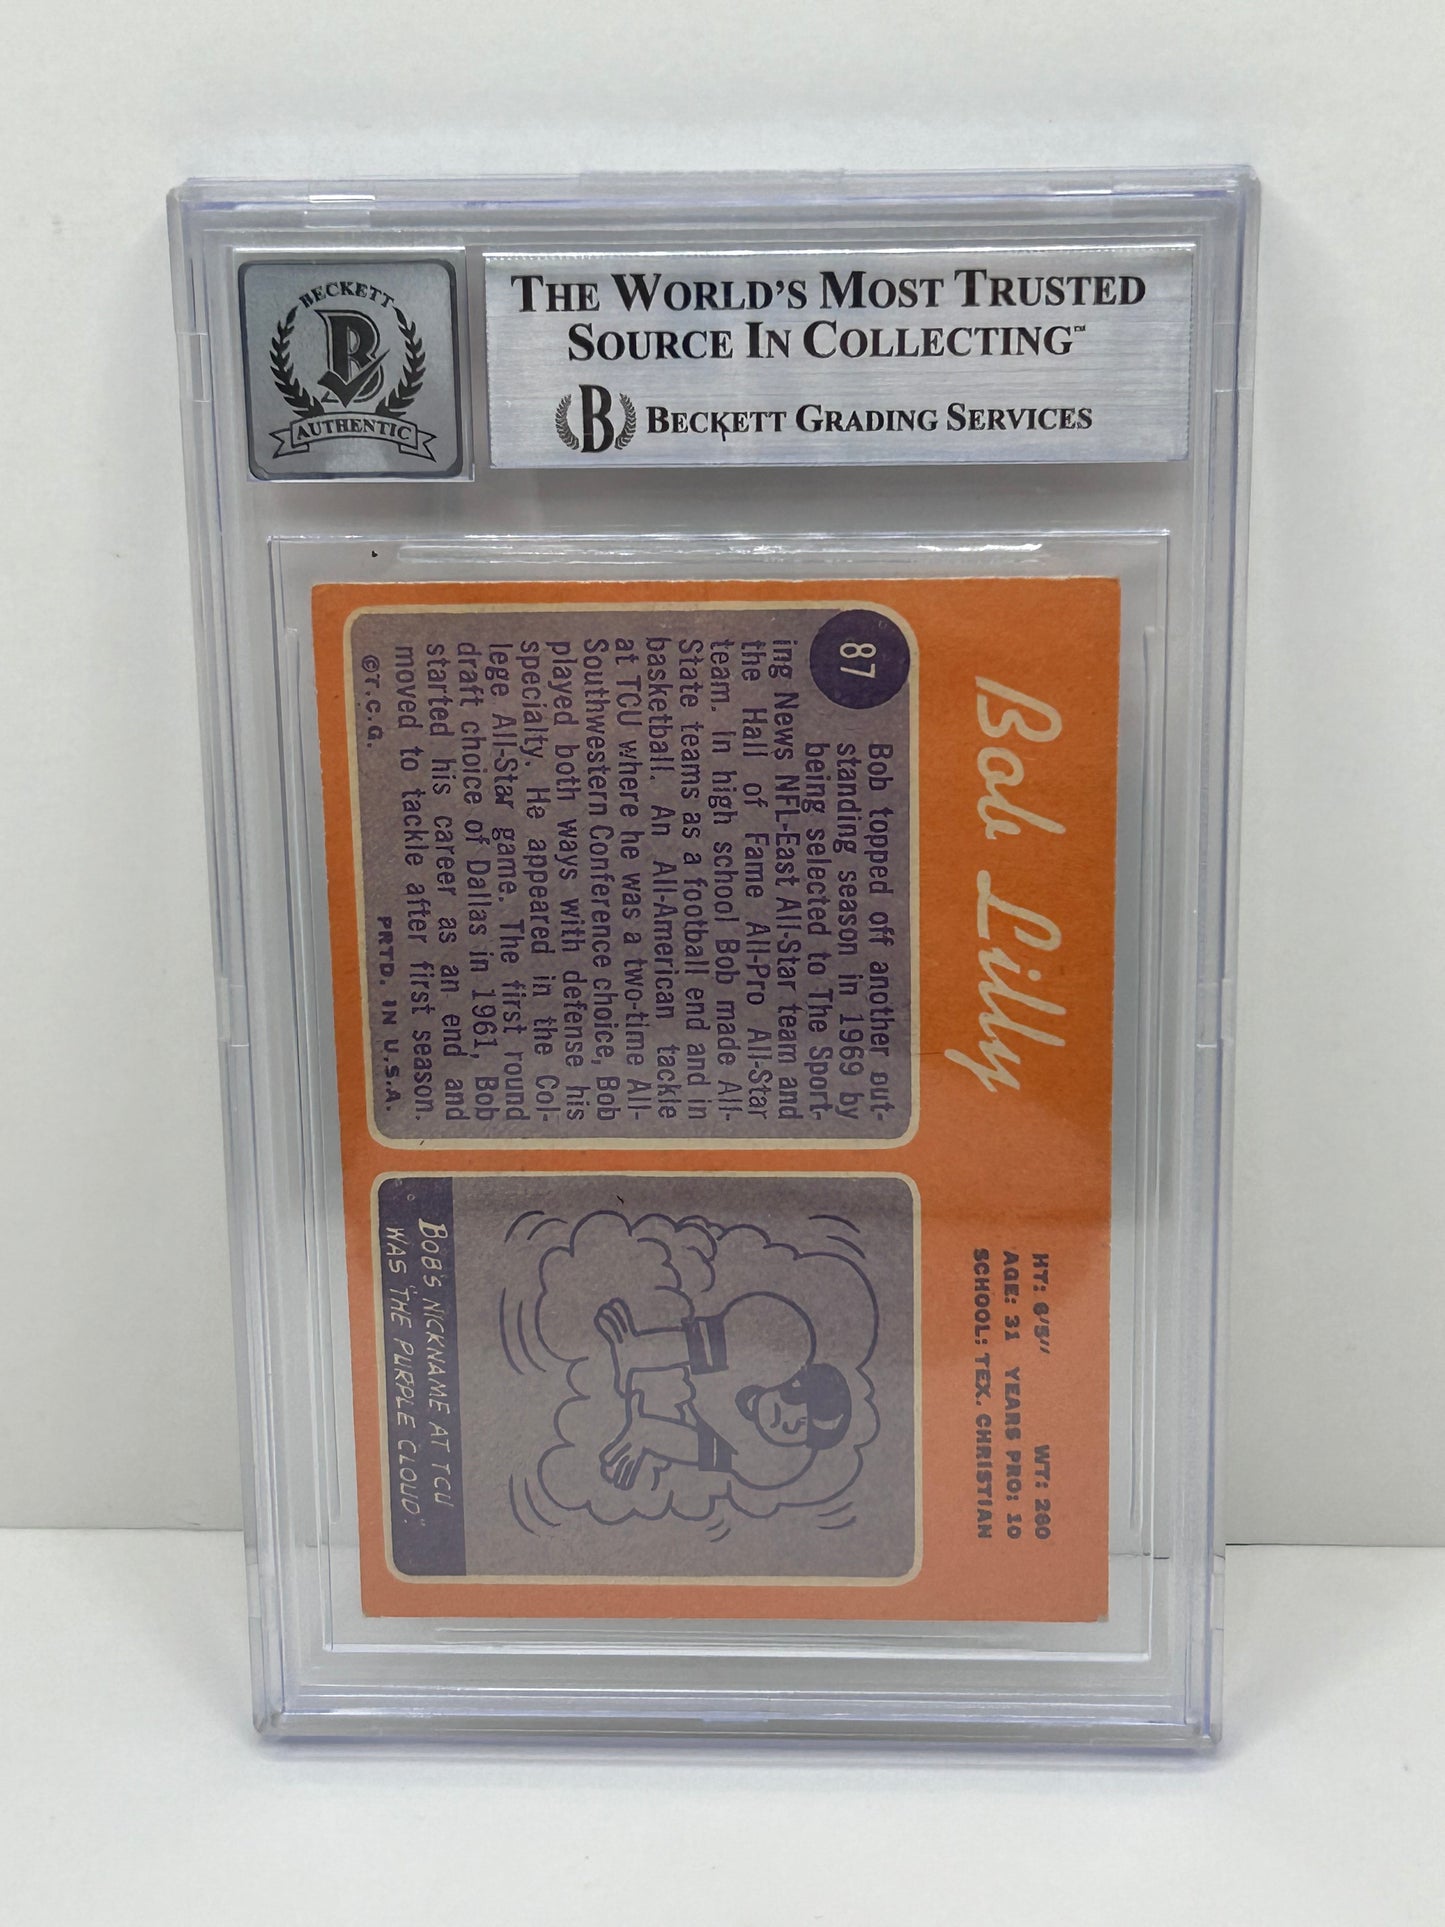 BECKETT
B
AUTHENTIC
THE WORLD'S MOST TRUSTED
SOURCE IN COLLECTING™
B BECKETT GRADING SERVICES
Bob Lilly
HT: 6'5" WT: 260
AGE: 31 YEARS PRO: 10
SCHOOL: TEX. CHRISTIAN
87
Bob topped off another out-
standing season in 1969 by
being selected to The Sport-
ing News NFL-East All-Star team and
the Hall of Fame All-Pro All-Star
team. In high school Bob made All-
State teams as a football end and in
basketball. An All-American tackle
at TCU where he was a two-time All-
Southwestern Conference choice, Bob
played both ways with defense his
specialty. He appeared in the Col-
lege All-Star game. The first round
draft choice of Dallas in 1961, Bob
started his career as an end and
moved to tackle after first season.
©T.C.G. PRTD. IN U.S.A.
BOB'S NICKNAME AT TCU
WAS "THE PURPLE CLOUD."